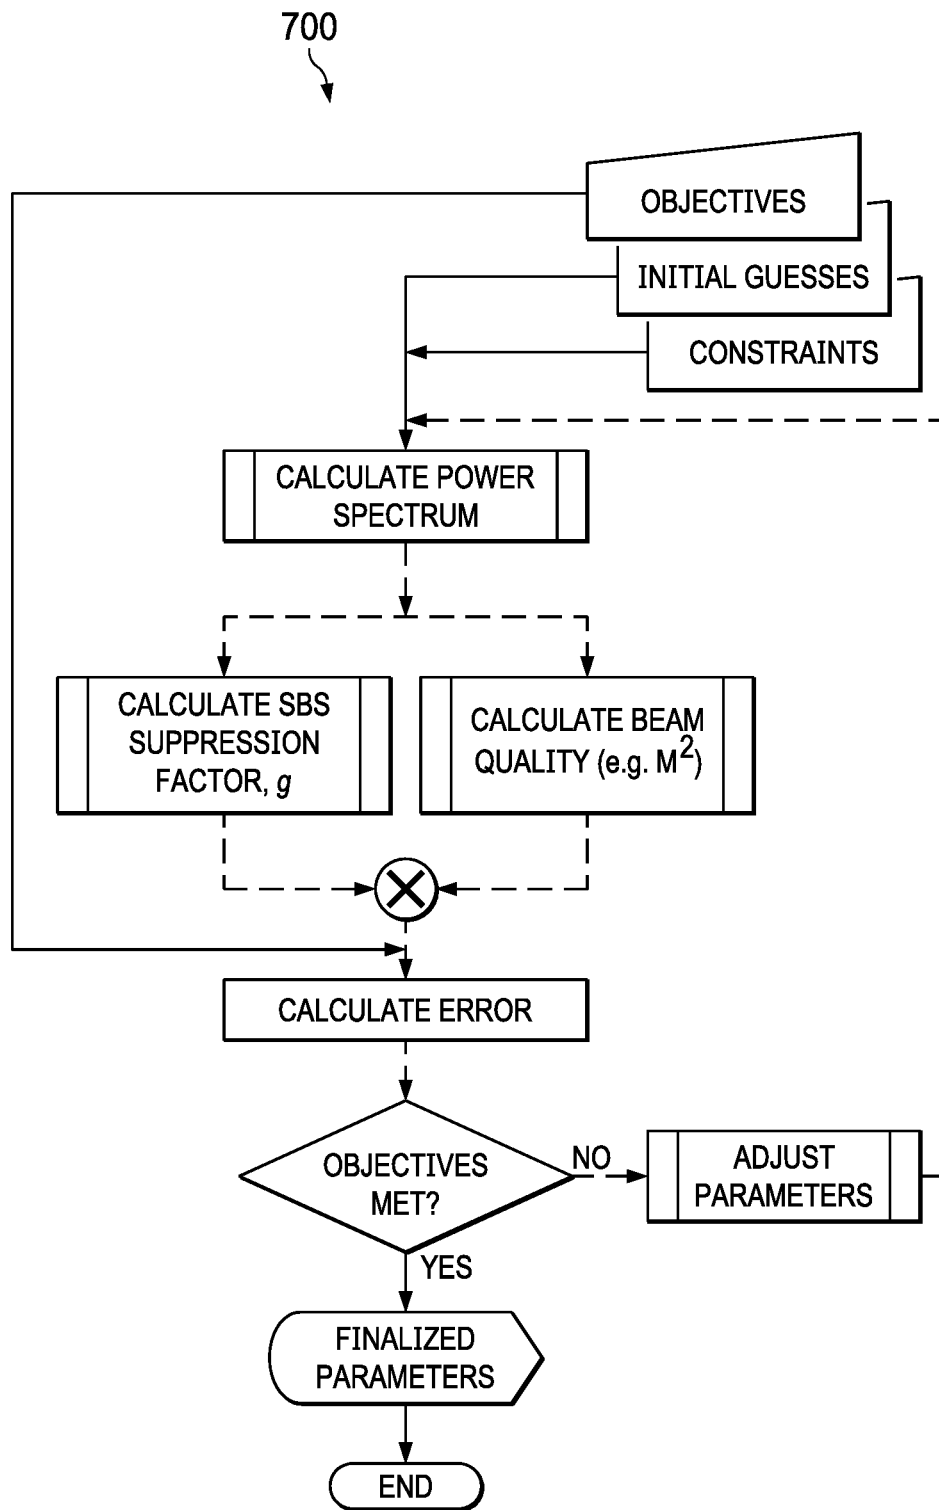 700
OBJECTIVES
INITIAL GUESSES
CONSTRAINTS
CALCULATE POWER
SPECTRUM
CALCULATE SBS
SUPPRESSION
FACTOR, g
CALCULATE BEAM
QUALITY (e.g. M²)
CALCULATE ERROR
OBJECTIVES
MET?
NO
ADJUST
PARAMETERS
YES
FINALIZED
PARAMETERS
END